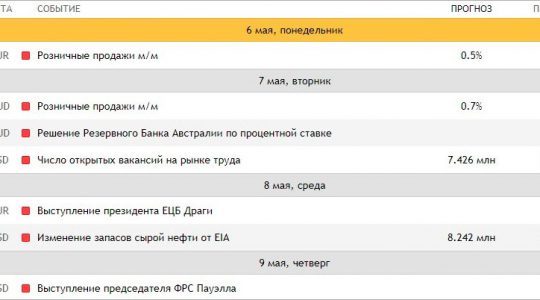 ТА СОБЫТИЕ ПРОГНОЗ П
6 мая, понедельник
UR Розничные продажи м/м 0.5%
7 мая, вторник
UD Розничные продажи м/м 0.7%
UD Решение Резервного Банка Австралии по процентной ставке
SD Число открытых вакансий на рынке труда 7.426 млн
8 мая, среда
UR Выступление президента ЕЦБ Драги
SD Изменение запасов сырой нефти от EIA 8.242 млн
9 мая, четверг
SD Выступление председателя ФРС Пауэлла